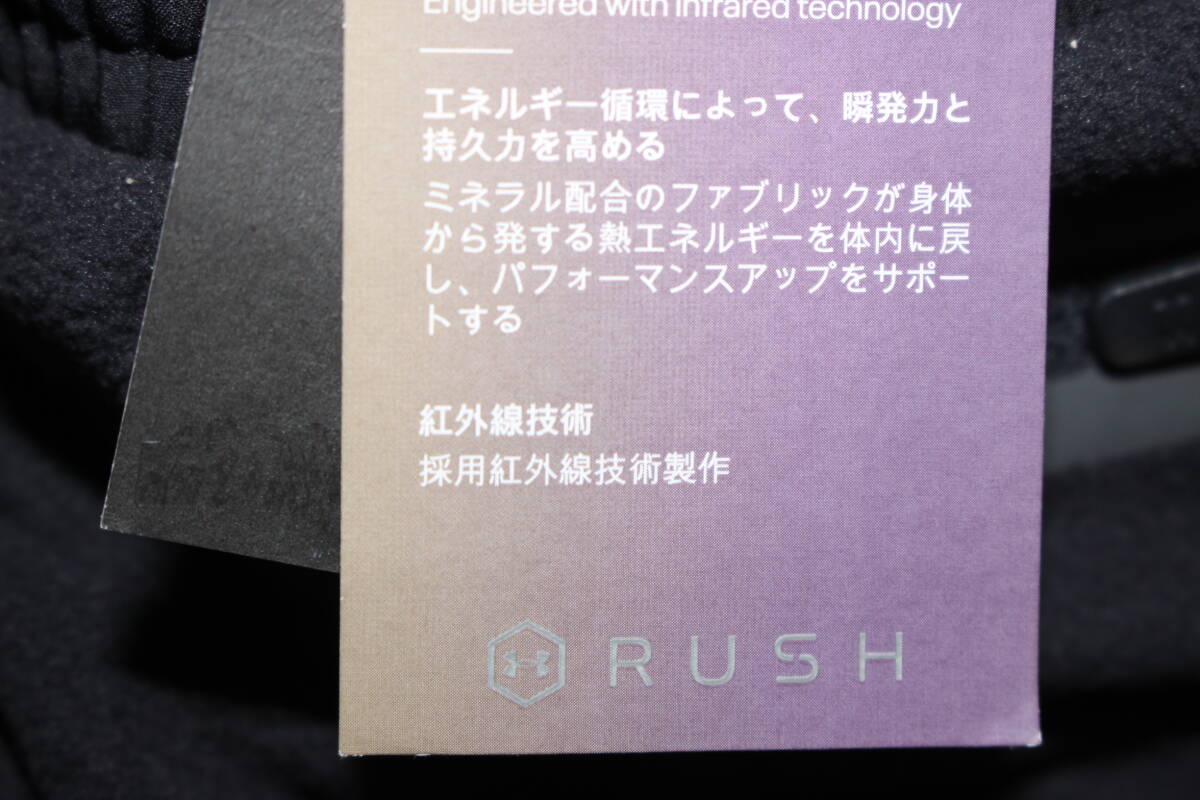 Engineered with infrared technology
エネルギー循環によって、瞬発力と
持久力を高める
ミネラル配合のファブリックが身体
から発する熱エネルギーを体内に戻
し、パフォーマンスアップをサポー
トする
紅外線技術
採用紅外線技術製作
RUSH